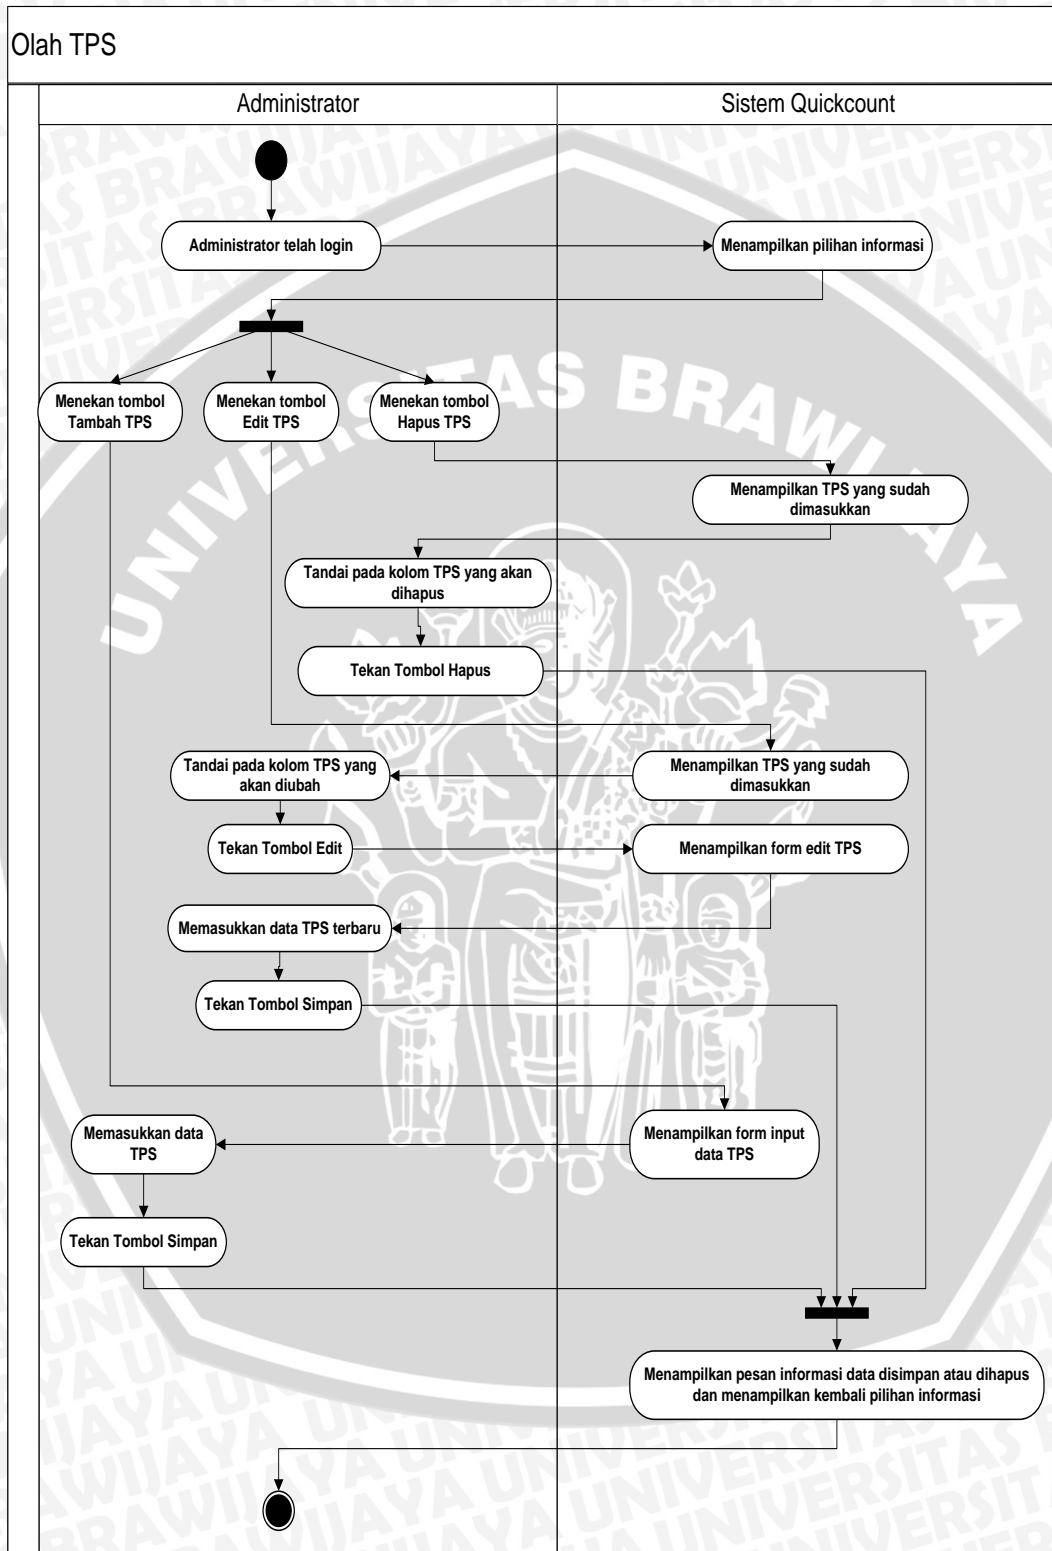 Olah TPS
Administrator
Sistem Quickcount
Administrator telah login
Menampilkan pilihan informasi
Menekan tombol
Tambah TPS
Menekan tombol
Edit TPS
Menekan tombol
Hapus TPS
Menampilkan TPS yang sudah
dimasukkan
Tandai pada kolom TPS yang akan
dihapus
Tekan Tombol Hapus
Tandai pada kolom TPS yang
akan diubah
Menampilkan TPS yang sudah
dimasukkan
Tekan Tombol Edit
Menampilkan form edit TPS
Memasukkan data TPS terbaru
Tekan Tombol Simpan
Memasukkan data
TPS
Menampilkan form input
data TPS
Tekan Tombol Simpan
Menampilkan pesan informasi data disimpan atau dihapus
dan menampilkan kembali pilihan informasi
UNIVERSITAS BRAWIJAYA